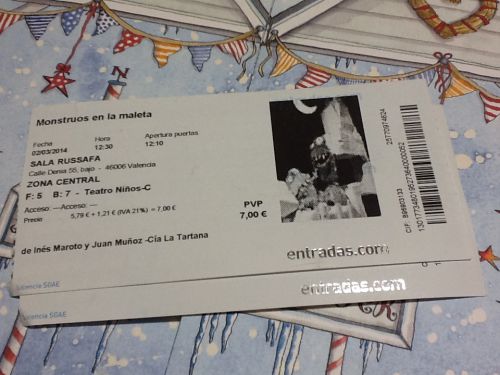 Monstruos en la maleta
Fecha Hora Apertura puertas
02/03/2014 12:30 12:10
SALA RUSSAFA
Calle Denia 55, bajo - 46006 Valencia
ZONA CENTRAL
F: 5 B: 7 - Teatro Niños-C
Acceso: --- Acceso: ---
Precio 5,79 € + 1,21 € (IVA 21%) = 7,00 €
PVP
7,00 €
de Inés Maroto y Juan Muñoz -Cía La Tartana
entradas.com
25770974624
CIF: B95903133
valencia SGAE
entradas.com
valencia SGAE
N